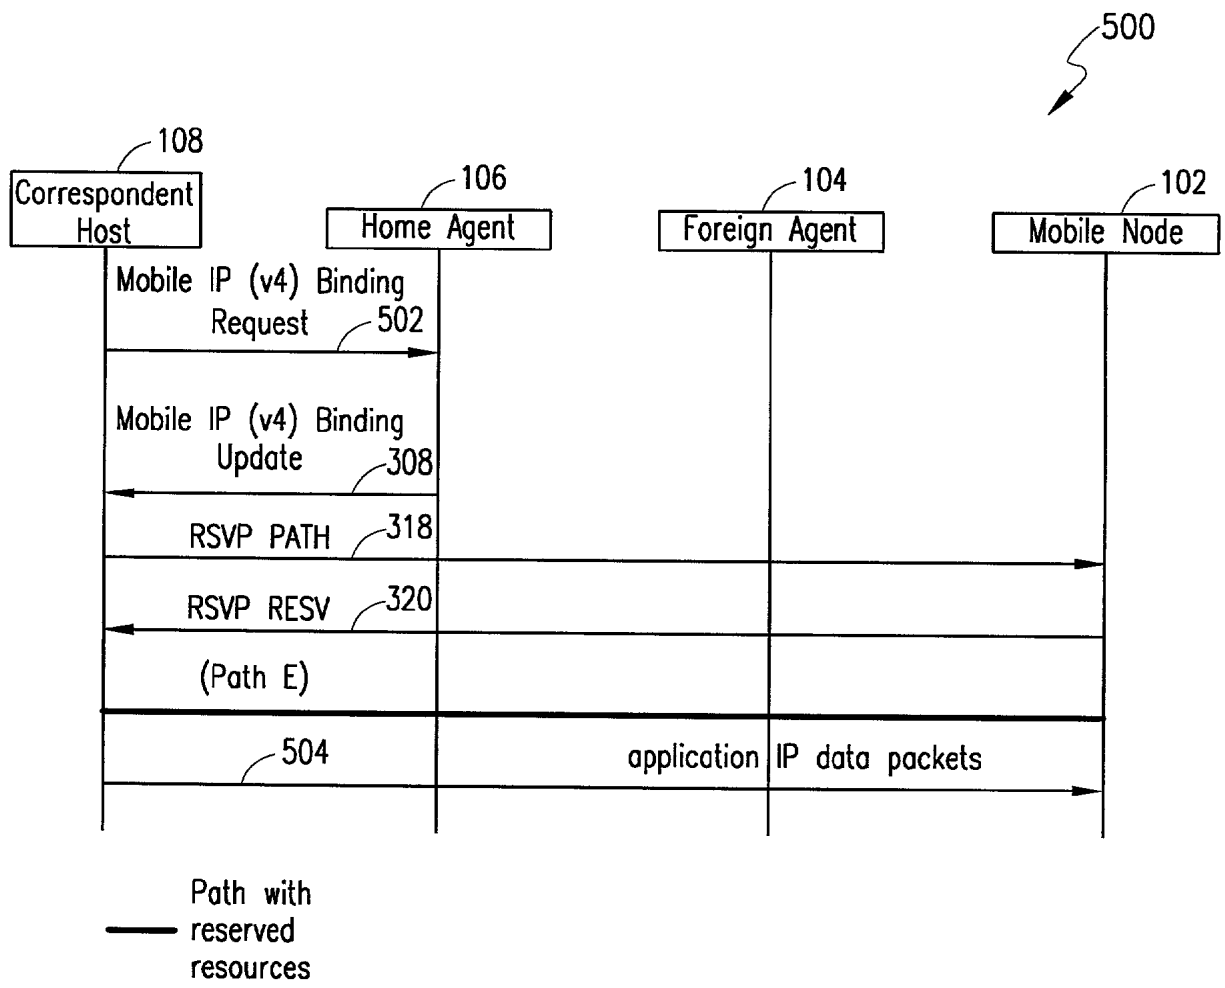 500
108
106
104
102
Correspondent
Host
Home Agent
Foreign Agent
Mobile Node
Mobile IP (v4) Binding
Request
502
Mobile IP (v4) Binding
Update
308
RSVP PATH
318
RSVP RESV
320
(Path E)
504
application IP data packets
Path with
reserved
resources